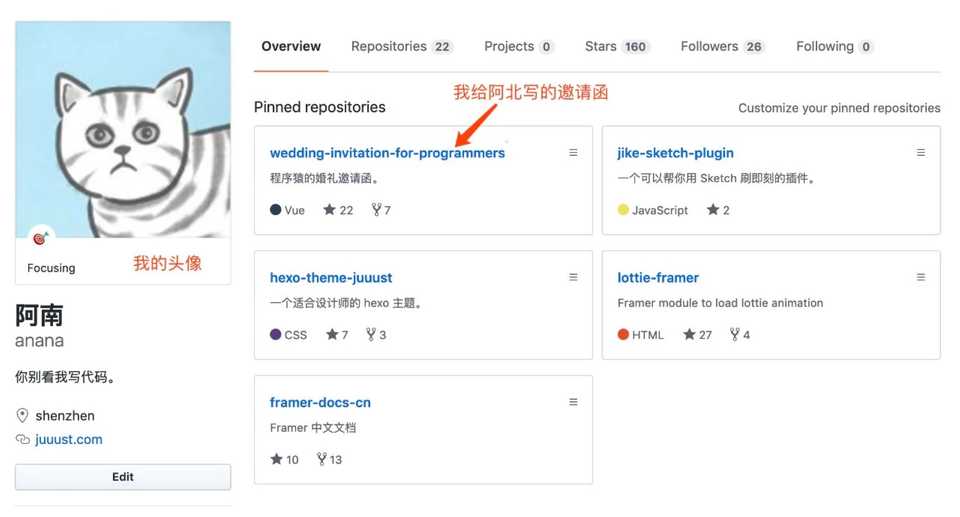 Overview Repositories 22 Projects 0 Stars 160 Followers 26 Following 0
我给阿北写的邀请函
Pinned repositories
Customize your pinned repositories
wedding-invitation-for-programmers
程序猿的婚礼邀请函。
Vue 22 7
jike-sketch-plugin
一个可以帮你用 Sketch 刷即刻的插件。
JavaScript 2
hexo-theme-juuust
一个适合设计师的 hexo 主题。
CSS 7 3
lottie-framer
Framer module to load lottie animation
HTML 27 4
framer-docs-cn
Framer 中文文档
10 13
Focusing
我的头像
阿南
anana
你别看我写代码。
shenzhen
juuust.com
Edit